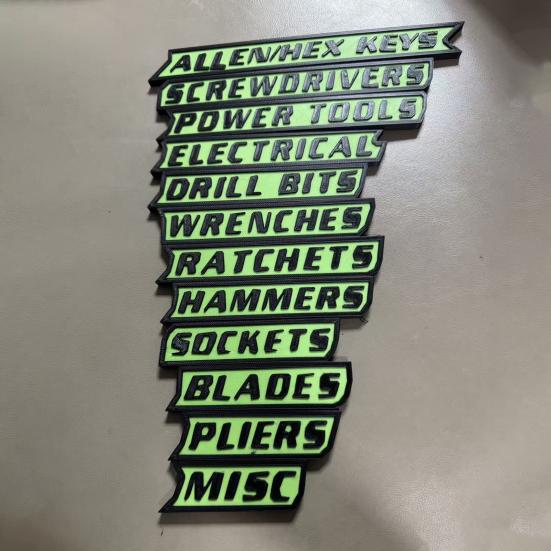 ALLEN/HEX KEYS
SCREWDRIVERS
POWER TOOLS
ELECTRICAL
DRILL BITS
WRENCHES
RATCHETS
HAMMERS
SOCKETS
BLADES
PLIERS
MISC